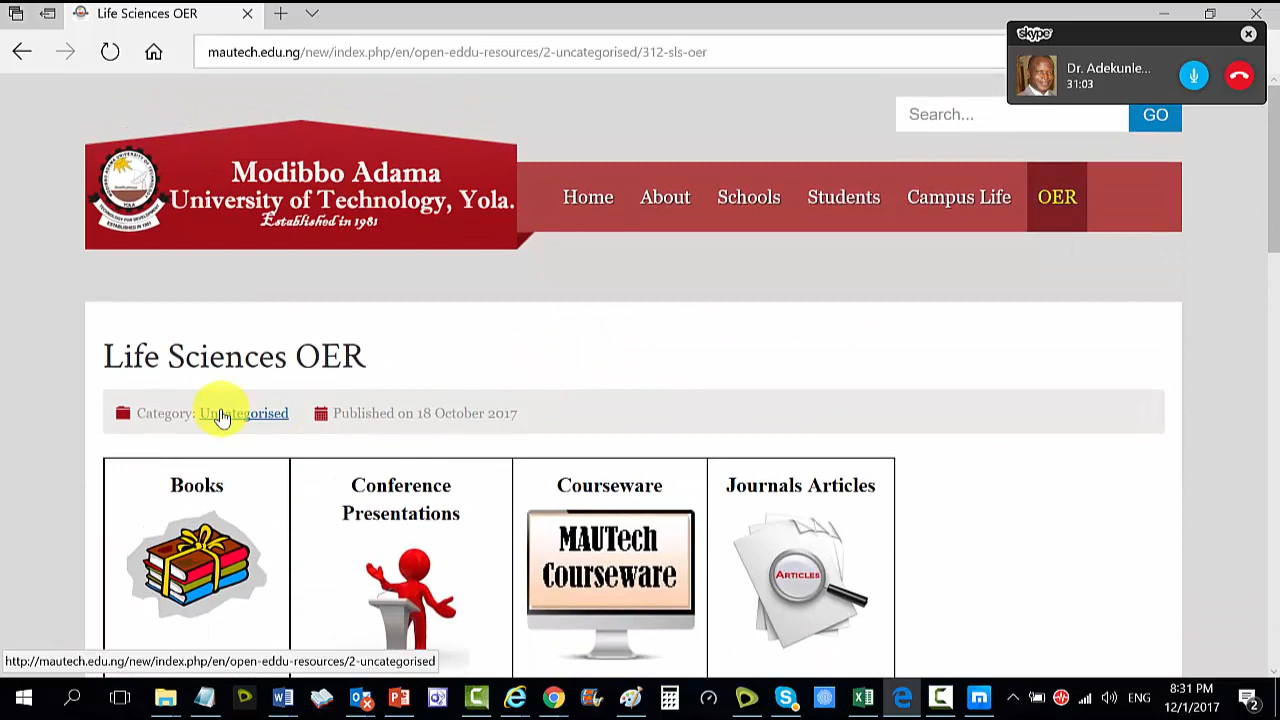 Life Sciences OER
mautech.edu.ng/new/index.php/en/open-eddu-resources/2-uncategorised/312-sls-oer
skype
Dr. Adekunle...
31:03
Search...
GO
Modibbo Adama
University of Technology, Yola.
Established in 1981
Home About Schools Students Campus Life OER
Life Sciences OER
Category: Uncategorised Published on 18 October 2017
Books
Conference
Presentations
Courseware
MAUTech
Courseware
Journals Articles
ARTICLES
http://mautech.edu.ng/new/index.php/en/open-eddu-resources/2-uncategorised
ENG
8:31 PM
12/1/2017
2